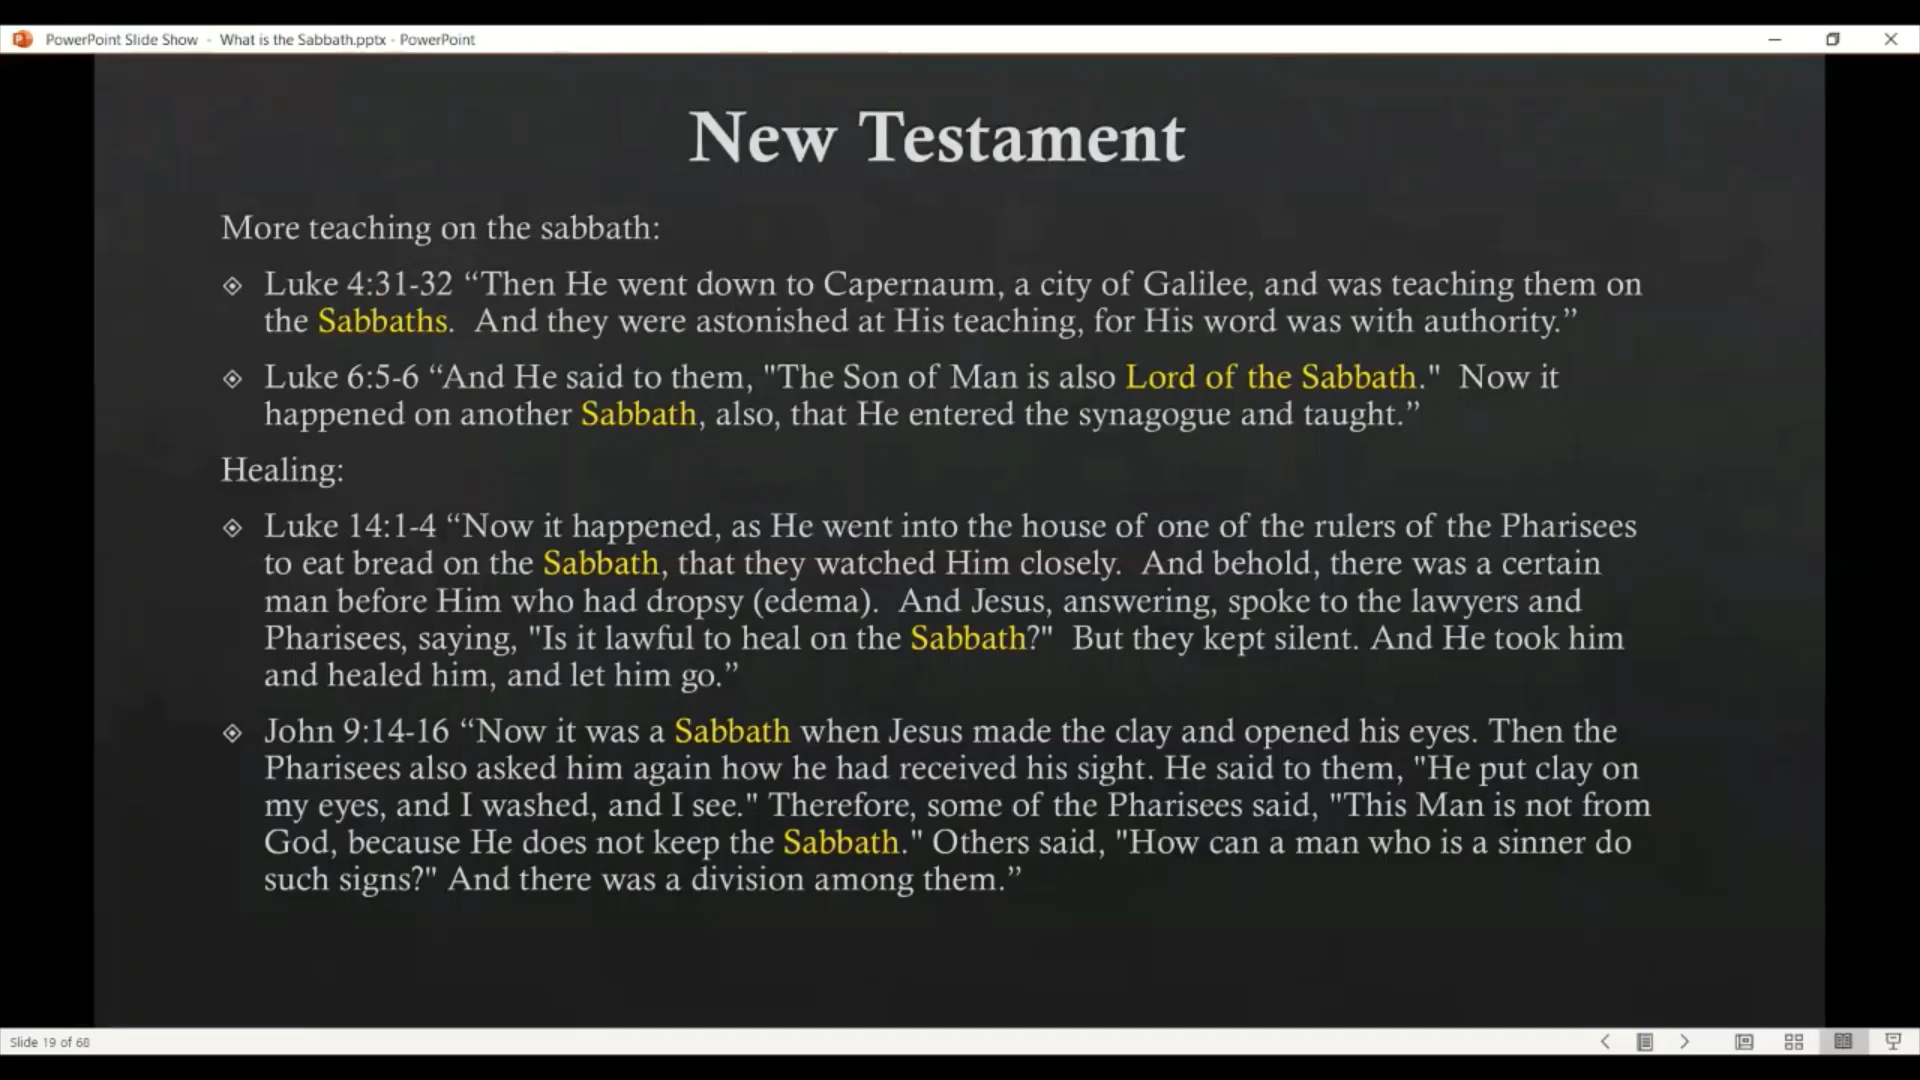 PowerPoint Slide Show - What is the Sabbath.pptx - PowerPoint
New Testament
More teaching on the sabbath:
Luke 4:31-32 “Then He went down to Capernaum, a city of Galilee, and was teaching them on
the Sabbaths. And they were astonished at His teaching, for His word was with authority.”
Luke 6:5-6 “And He said to them, "The Son of Man is also Lord of the Sabbath." Now it
happened on another Sabbath, also, that He entered the synagogue and taught.”
Healing:
Luke 14:1-4 “Now it happened, as He went into the house of one of the rulers of the Pharisees
to eat bread on the Sabbath, that they watched Him closely. And behold, there was a certain
man before Him who had dropsy (edema). And Jesus, answering, spoke to the lawyers and
Pharisees, saying, "Is it lawful to heal on the Sabbath?" But they kept silent. And He took him
and healed him, and let him go.”
John 9:14-16 “Now it was a Sabbath when Jesus made the clay and opened his eyes. Then the
Pharisees also asked him again how he had received his sight. He said to them, "He put clay on
my eyes, and I washed, and I see." Therefore, some of the Pharisees said, "This Man is not from
God, because He does not keep the Sabbath." Others said, "How can a man who is a sinner do
such signs?" And there was a division among them.”
Slide 19 of 68